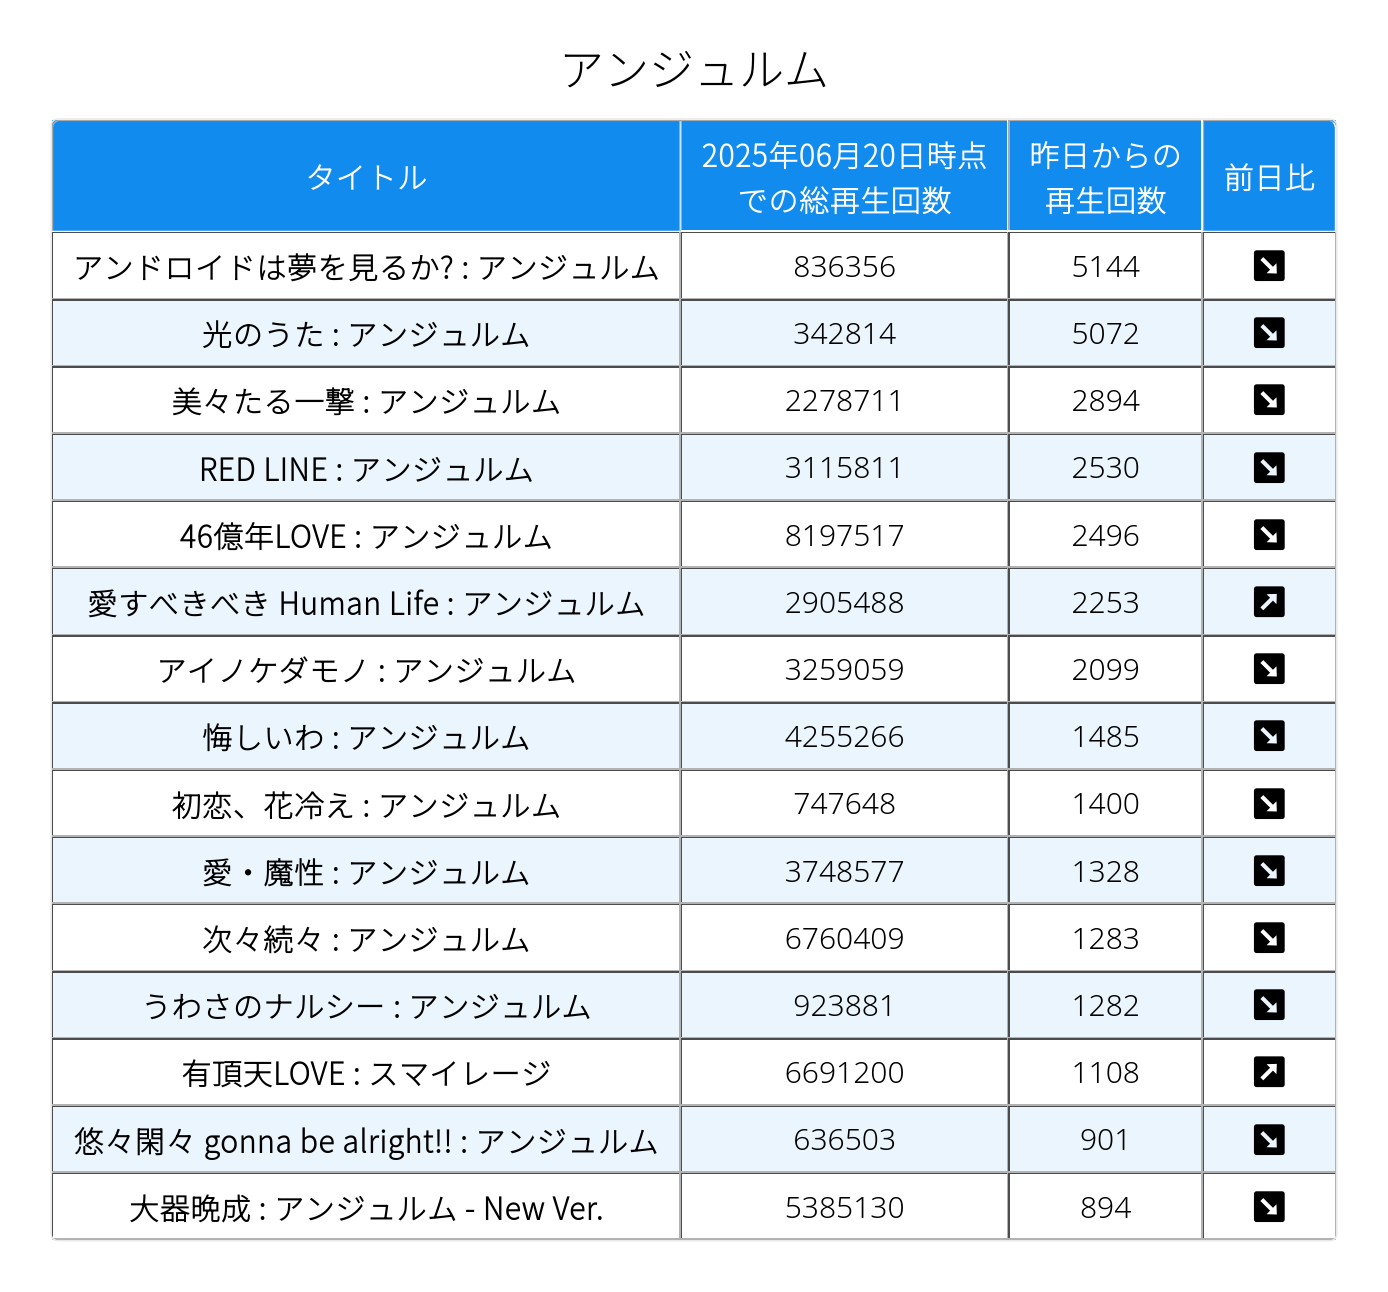 アンジュルム
タイトル 2025年06月20日時点での総再生回数 昨日からの再生回数 前日比
アンドロイドは夢を見るか? : アンジュルム 836356 5144 ↘
光のうた : アンジュルム 342814 5072 ↘
美々たる一撃 : アンジュルム 2278711 2894 ↘
RED LINE : アンジュルム 3115811 2530 ↘
46億年LOVE : アンジュルム 8197517 2496 ↘
愛すべきべき Human Life : アンジュルム 2905488 2253 ↗
アイノケダモノ : アンジュルム 3259059 2099 ↘
悔しいわ : アンジュルム 4255266 1485 ↘
初恋、花冷え : アンジュルム 747648 1400 ↘
愛・魔性 : アンジュルム 3748577 1328 ↘
次々続々 : アンジュルム 6760409 1283 ↘
うわさのナルシー : アンジュルム 923881 1282 ↘
有頂天LOVE : スマイレージ 6691200 1108 ↗
悠々閑々 gonna be alright!! : アンジュルム 636503 901 ↘
大器晩成 : アンジュルム - New Ver. 5385130 894 ↘